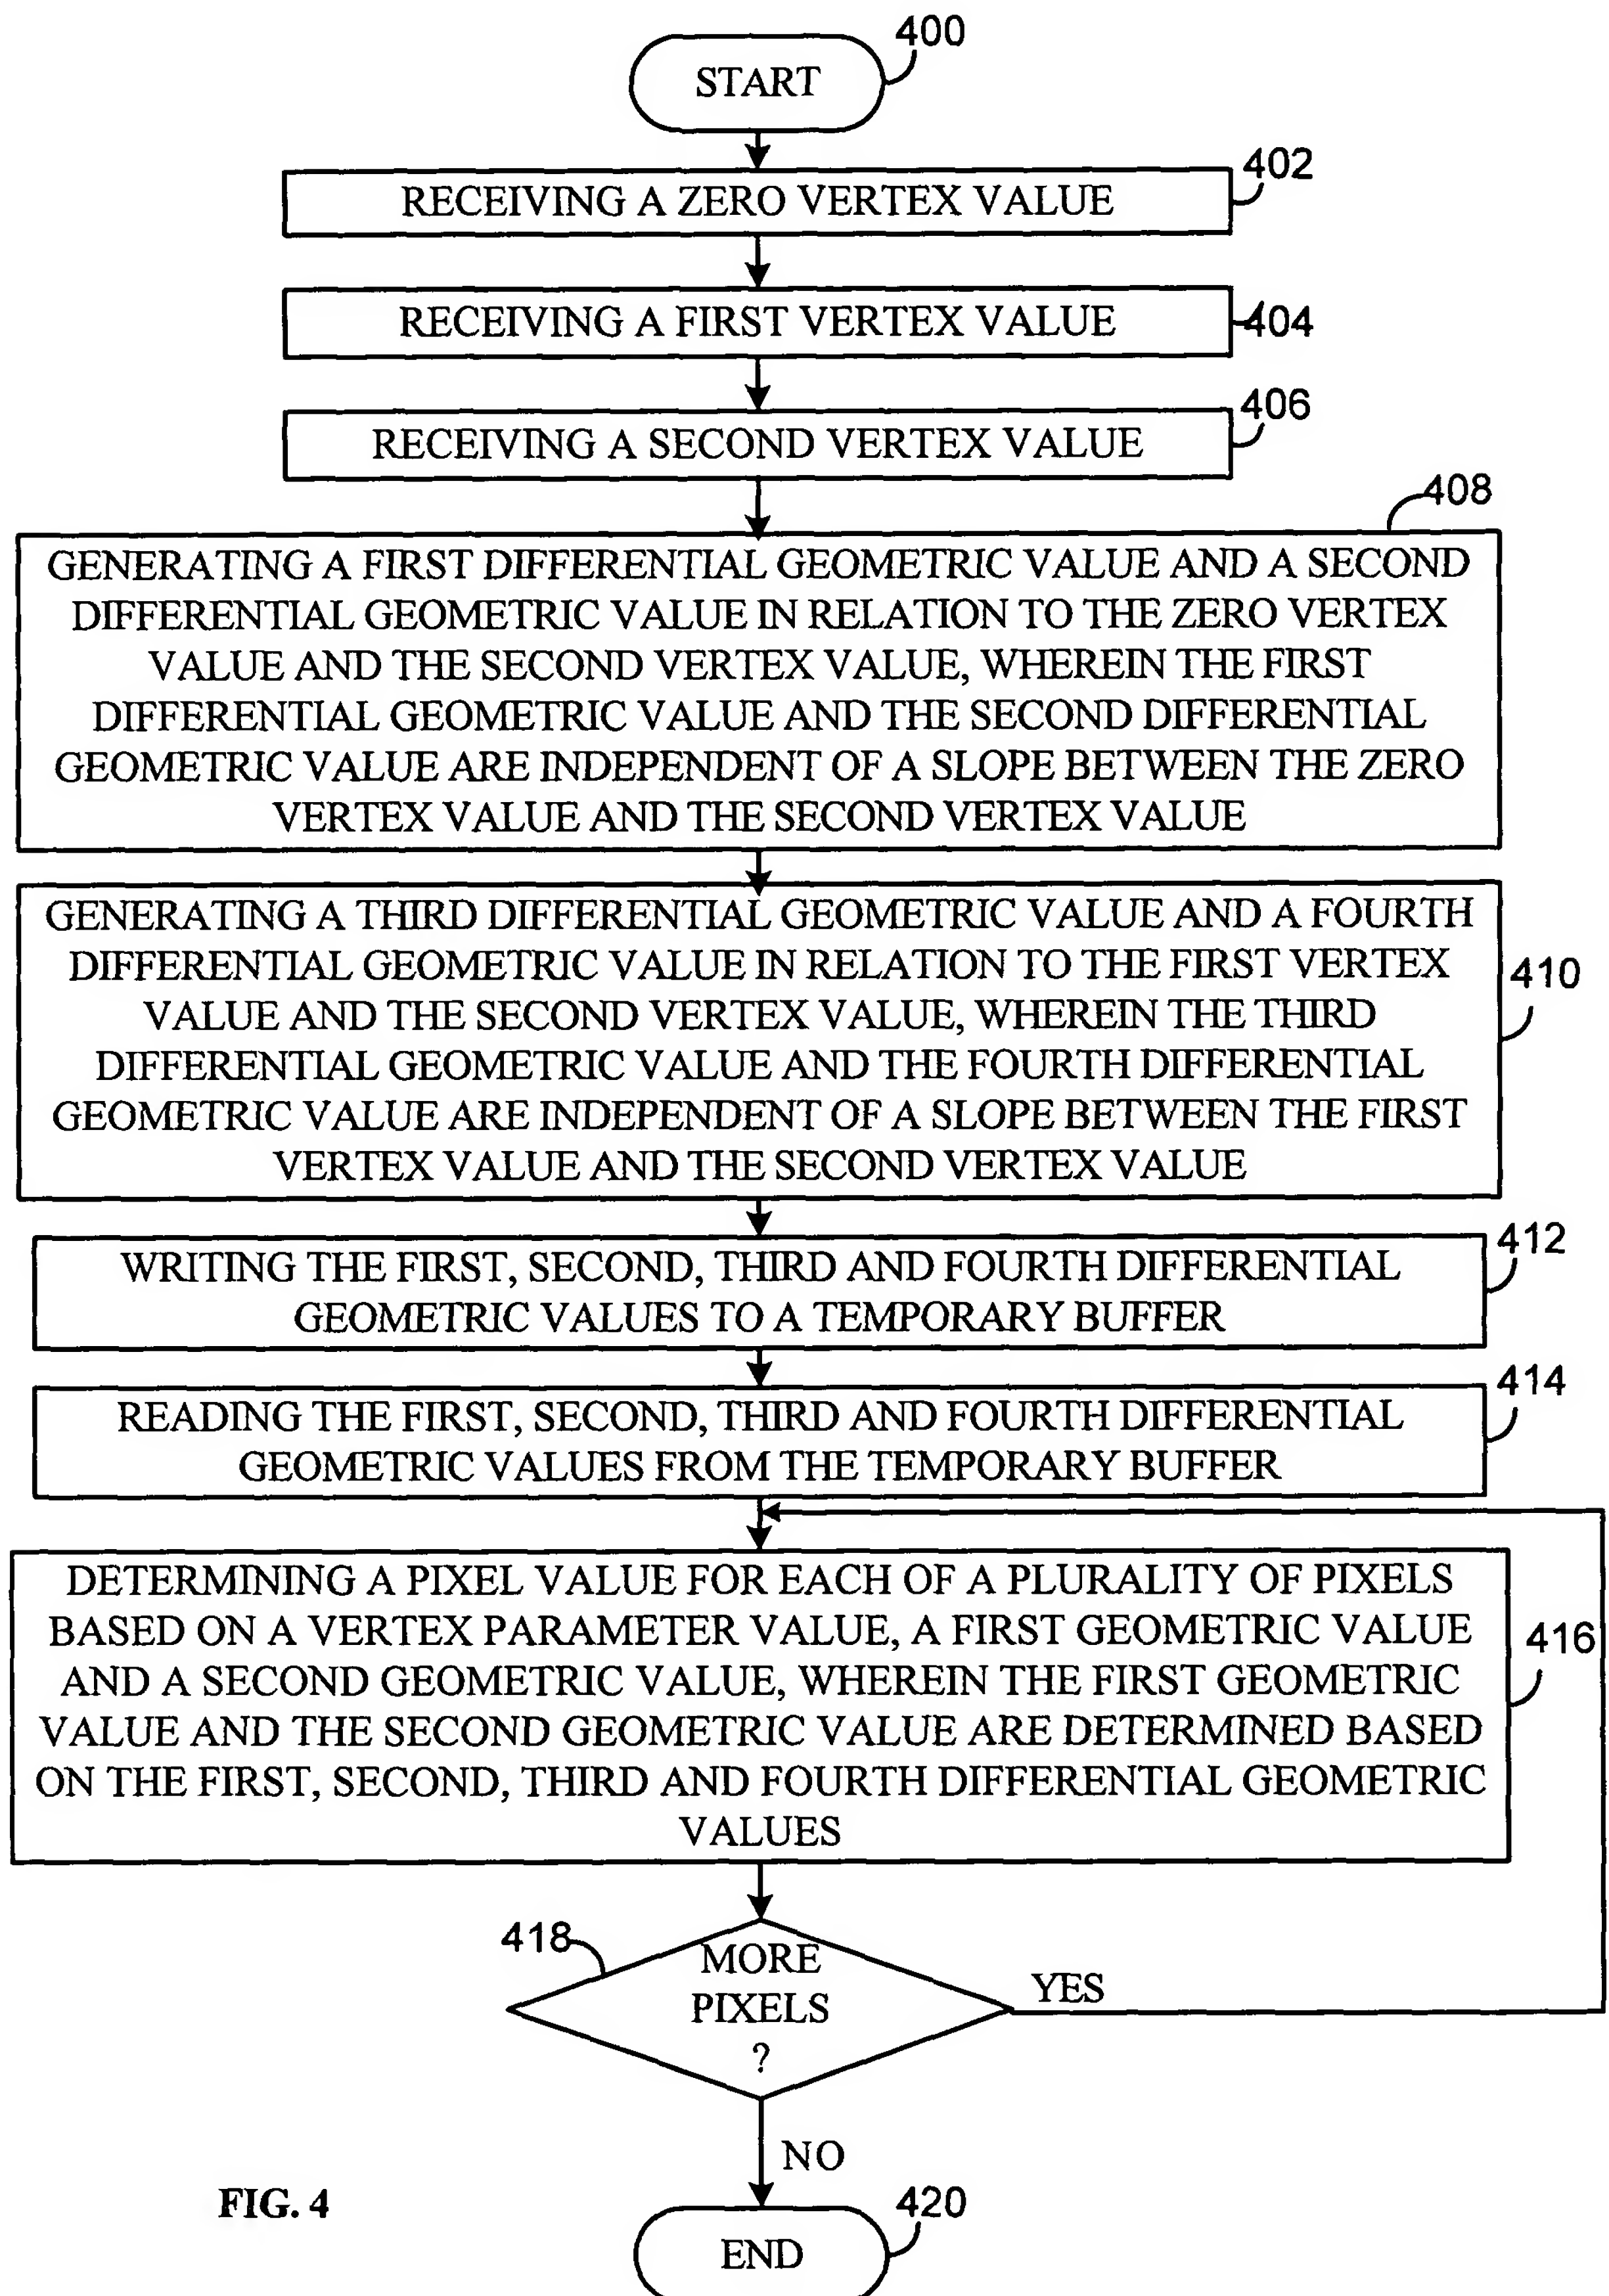 400
START
402
RECEIVING A ZERO VERTEX VALUE
RECEIVING A FIRST VERTEX VALUE
404
406
RECEIVING A SECOND VERTEX VALUE
408
GENERATING A FIRST DIFFERENTIAL GEOMETRIC VALUE AND A SECOND
DIFFERENTIAL GEOMETRIC VALUE IN RELATION TO THE ZERO VERTEX
VALUE AND THE SECOND VERTEX VALUE, WHEREIN THE FIRST
DIFFERENTIAL GEOMETRIC VALUE AND THE SECOND DIFFERENTIAL
GEOMETRIC VALUE ARE INDEPENDENT OF A SLOPE BETWEEN THE ZERO
VERTEX VALUE AND THE SECOND VERTEX VALUE
GENERATING A THIRD DIFFERENTIAL GEOMETRIC VALUE AND A FOURTH
DIFFERENTIAL GEOMETRIC VALUE IN RELATION TO THE FIRST VERTEX
VALUE AND THE SECOND VERTEX VALUE, WHEREIN THE THIRD
DIFFERENTIAL GEOMETRIC VALUE AND THE FOURTH DIFFERENTIAL
GEOMETRIC VALUE ARE INDEPENDENT OF A SLOPE BETWEEN THE FIRST
VERTEX VALUE AND THE SECOND VERTEX VALUE
410
412
WRITING THE FIRST, SECOND, THIRD AND FOURTH DIFFERENTIAL
GEOMETRIC VALUES TO A TEMPORARY BUFFER
414
READING THE FIRST, SECOND, THIRD AND FOURTH DIFFERENTIAL
GEOMETRIC VALUES FROM THE TEMPORARY BUFFER
DETERMINING A PIXEL VALUE FOR EACH OF A PLURALITY OF PIXELS
BASED ON A VERTEX PARAMETER VALUE, A FIRST GEOMETRIC VALUE
AND A SECOND GEOMETRIC VALUE, WHEREIN THE FIRST GEOMETRIC
VALUE AND THE SECOND GEOMETRIC VALUE ARE DETERMINED BASED
ON THE FIRST, SECOND, THIRD AND FOURTH DIFFERENTIAL GEOMETRIC
VALUES
416
418
MORE
PIXELS
?
YES
NO
FIG. 4
420
END